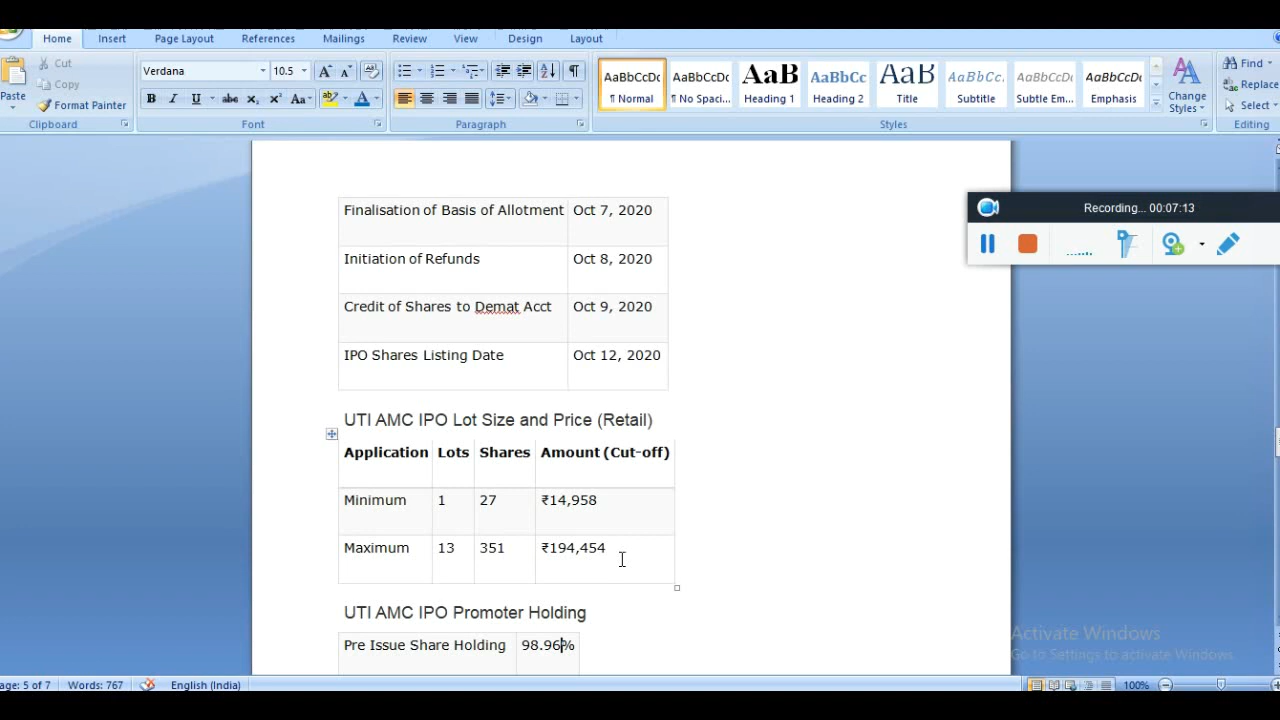 Home Insert Page Layout References Mailings Review View Design Layout
Cut
Copy
Format Painter
Paste
Clipboard
Verdana 10.5
Font
Paragraph
AaBbCcDc AaBbCcDc AaB AaBbCc AaB AaBbCc. AaBbCcDc AaBbCcDc
¶ Normal ¶ No Spaci... Heading 1 Heading 2 Title Subtitle Subtle Em... Emphasis
Change
Styles
Styles
Find
Replace
Select
Editing
Recording... 00:07:13
Finalisation of Basis of Allotment Oct 7, 2020
Initiation of Refunds Oct 8, 2020
Credit of Shares to Demat Acct Oct 9, 2020
IPO Shares Listing Date Oct 12, 2020
UTI AMC IPO Lot Size and Price (Retail)
Application Lots Shares Amount (Cut-off)
Minimum 1 27 ₹14,958
Maximum 13 351 ₹194,454
UTI AMC IPO Promoter Holding
Pre Issue Share Holding 98.96%
Activate Windows
Go to Settings to activate Windows.
age: 5 of 7 Words: 767 English (India) 100%